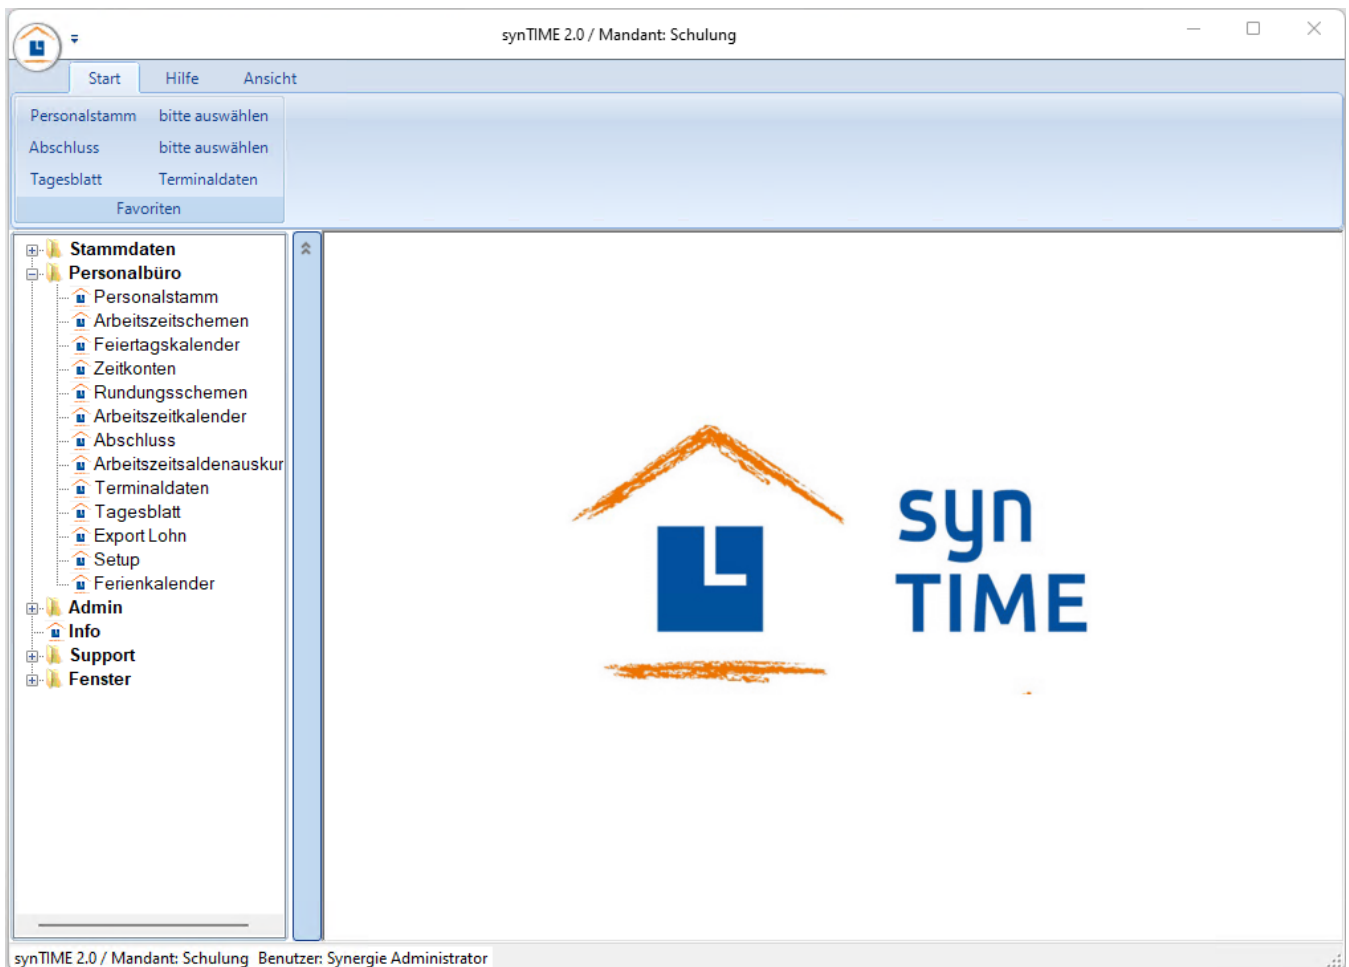 synTIME 2.0 / Mandant: Schulung
Start Hilfe Ansicht
Personalstamm bitte auswählen
Abschluss bitte auswählen
Tagesblatt Terminaldaten
Favoriten
Stammdaten
Personalbüro
Personalstamm
Arbeitszeitschemen
Feiertagskalender
Zeitkonten
Rundungsschemen
Arbeitszeitkalender
Abschluss
Arbeitszeitsaldenauskur
Terminaldaten
Tagesblatt
Export Lohn
Setup
Ferienkalender
Admin
Info
Support
Fenster
syn
TIME
synTIME 2.0 / Mandant: Schulung Benutzer: Synergie Administrator